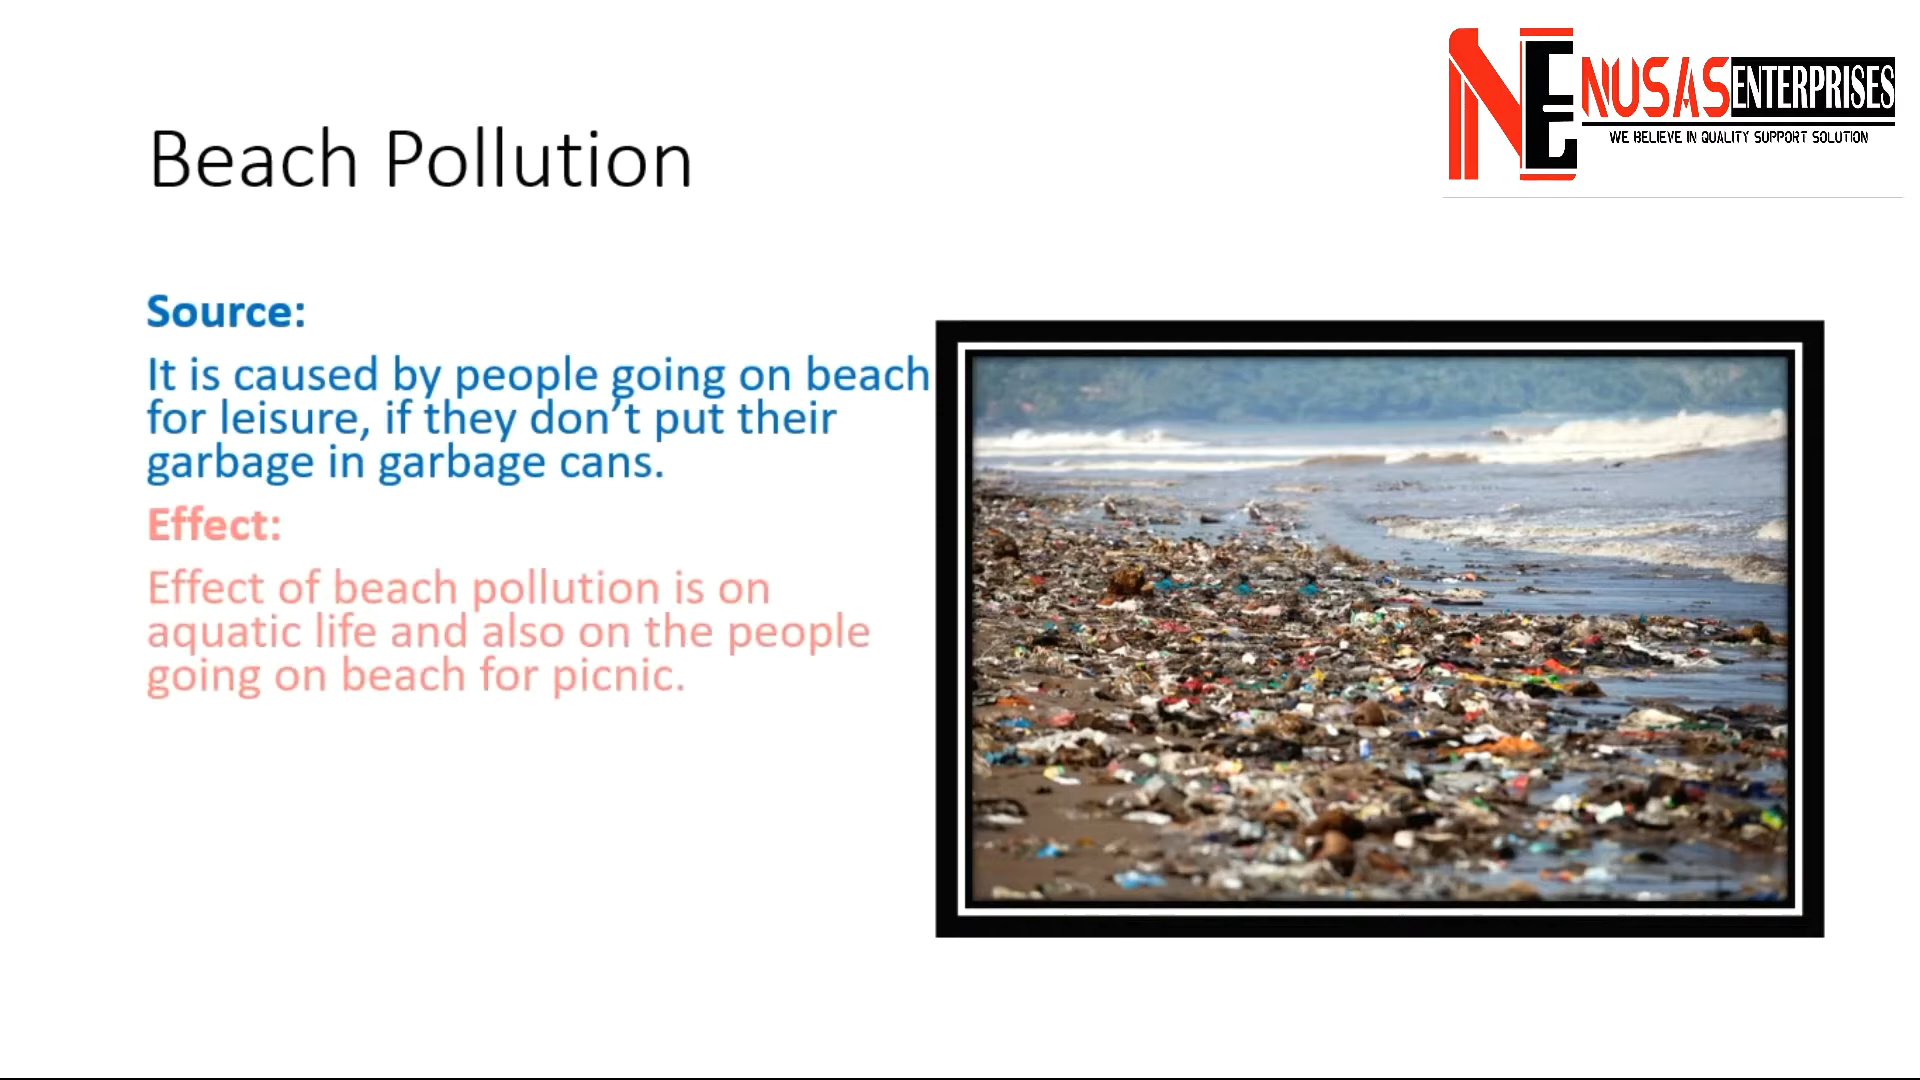 Beach Pollution
NE NUSAS ENTERPRISES
WE BELIEVE IN QUALITY SUPPORT SOLUTION
Source:
It is caused by people going on beach
for leisure, if they don’t put their
garbage in garbage cans.
Effect:
Effect of beach pollution is on
aquatic life and also on the people
going on beach for picnic.